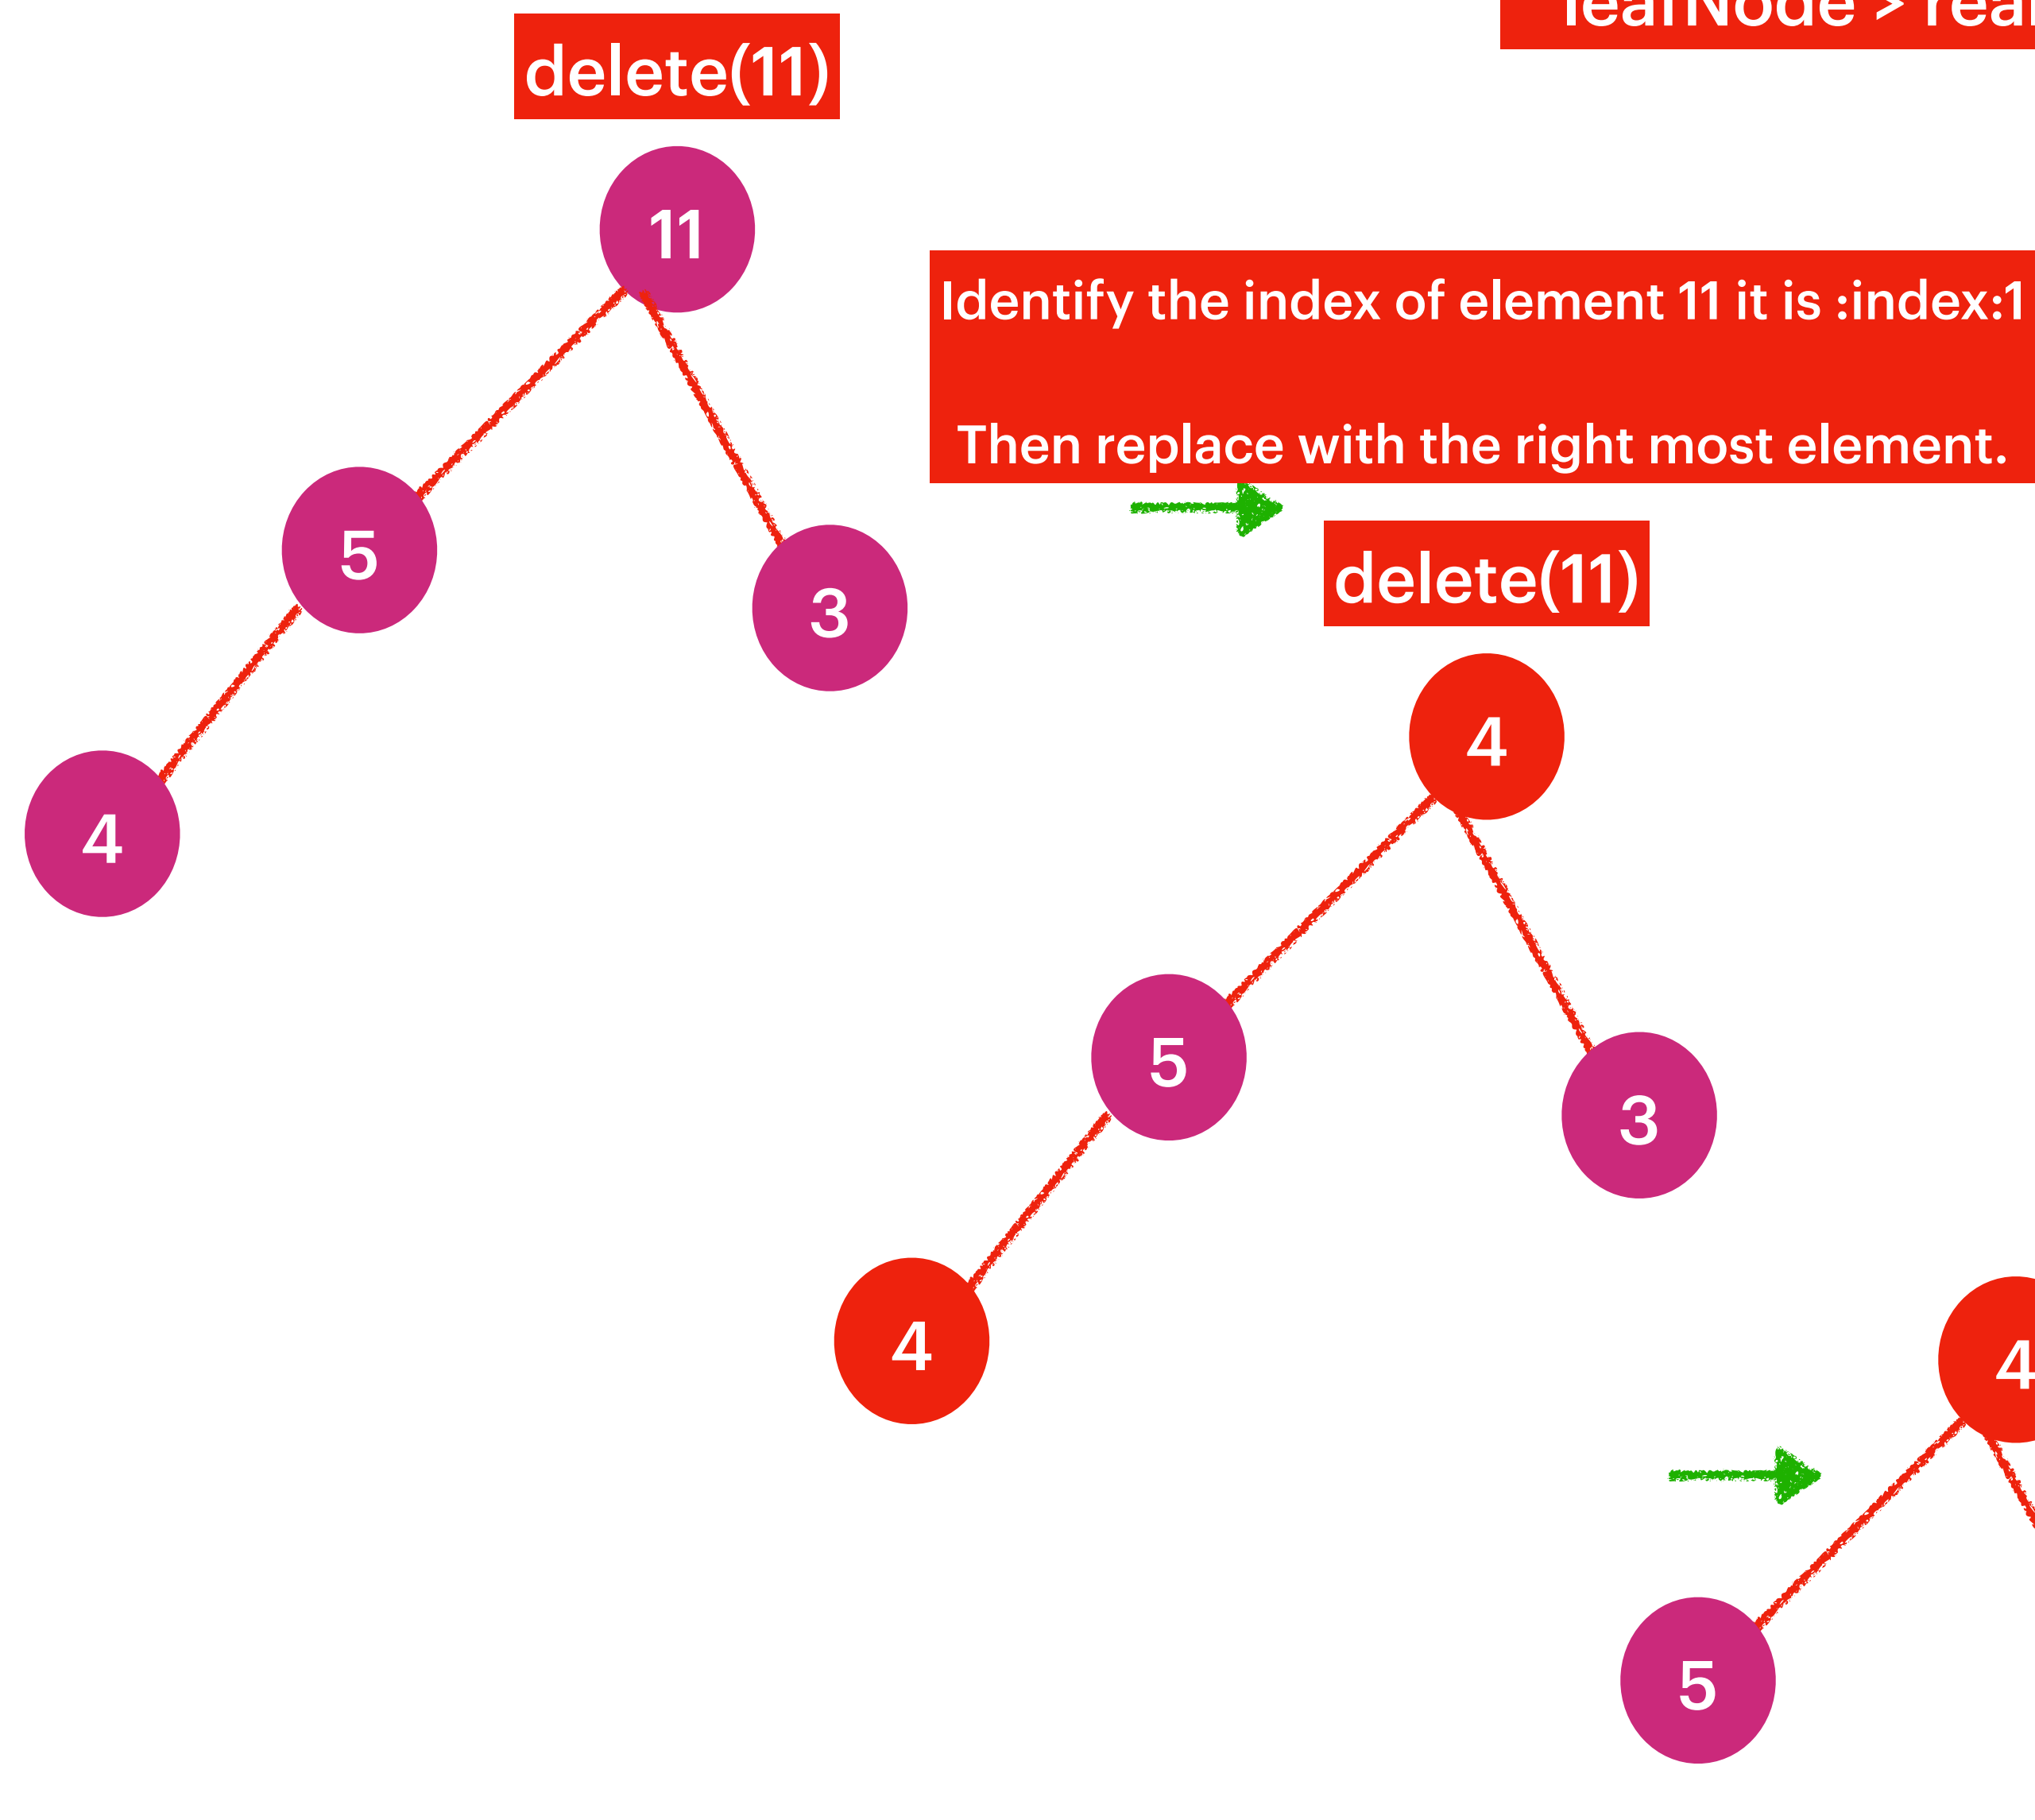 delete(11)
11
5
3
4
Identify the index of element 11 it is :index:1
Then replace with the right most element.
delete(11)
4
5
3
4
4
5